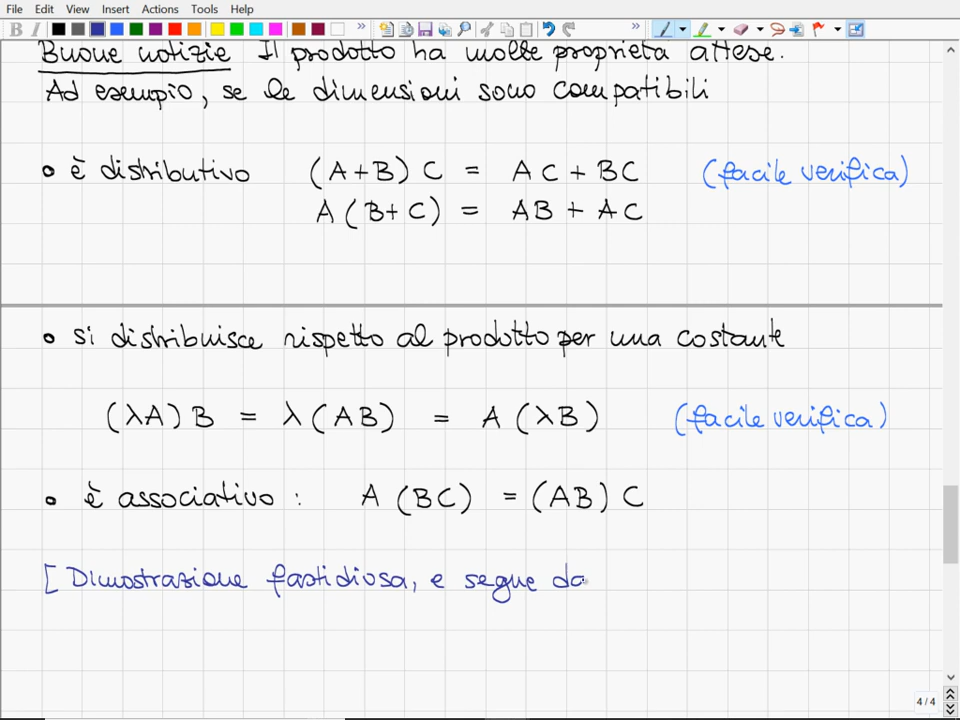 File Edit View Insert Actions Tools Help
Buone notizie Il prodotto ha molte proprietà attese.
Ad esempio, se le dimensioni sono compatibili
• è distributivo (A+B) C = AC + BC (facile verifica)
A (B+C) = AB + AC
• si distribuisce rispetto al prodotto per una costante
(λA) B = λ (AB) = A (λB) (facile verifica)
• è associativo : A (BC) = (AB) C
[ Dimostrazione fastidiosa, e segue da
4 / 4